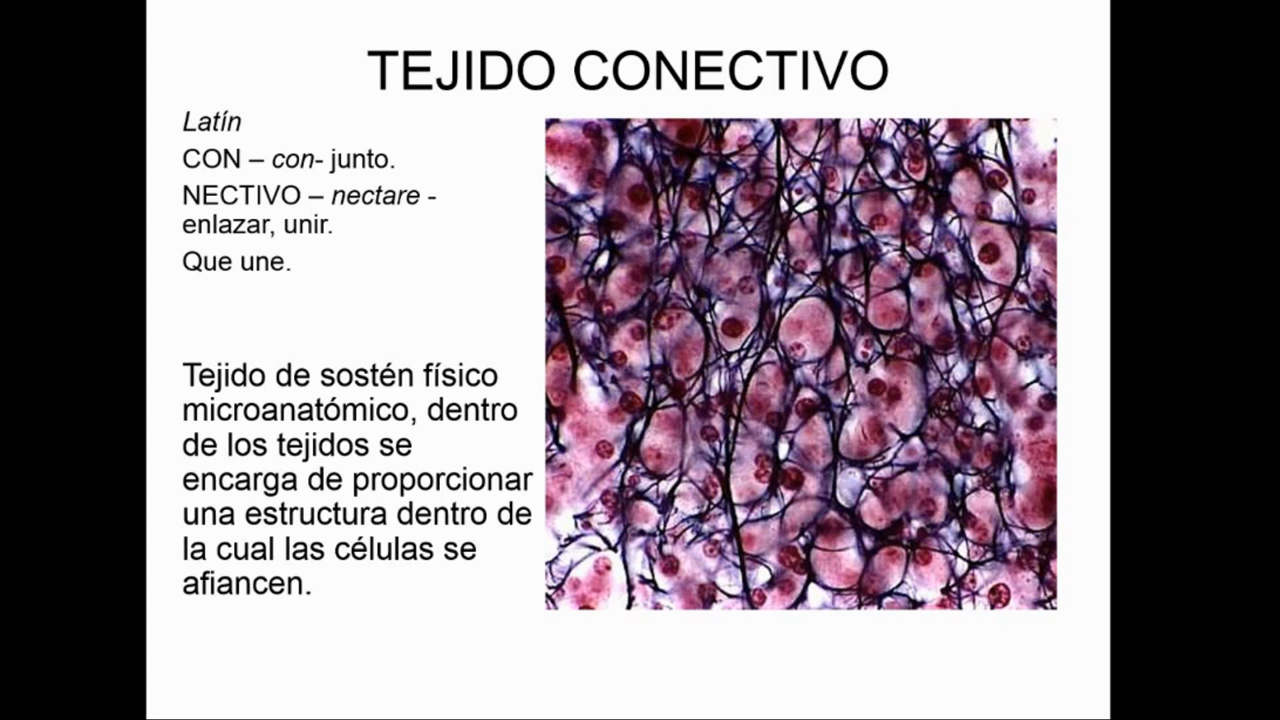 TEJIDO CONECTIVO
Latín
CON – con- junto.
NECTIVO – nectare -
enlazar, unir.
Que une.
Tejido de sostén físico
microanatómico, dentro
de los tejidos se
encarga de proporcionar
una estructura dentro de
la cual las células se
afiancen.